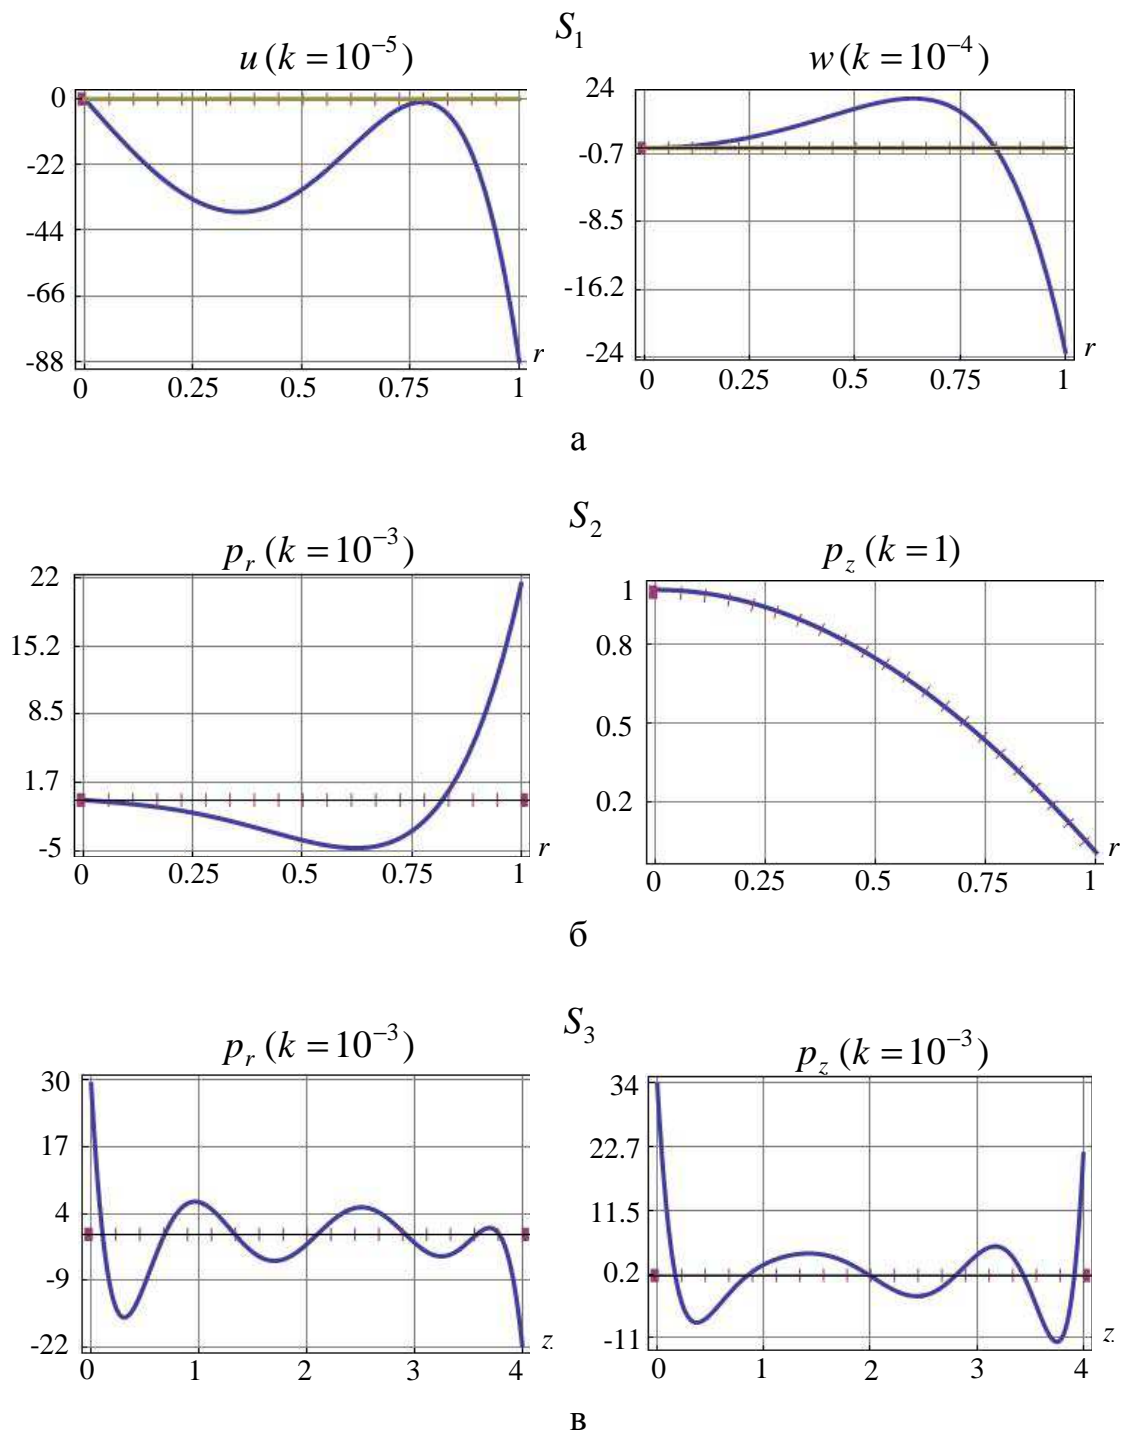 S₁
u (k = 10⁻⁵) w (k = 10⁻⁴)
0 24
-22 -0.7
-44 -8.5
-66 -16.2
-88 r -24 r
0 0.25 0.5 0.75 1 0 0.25 0.5 0.75 1
а
S₂
pᵣ (k = 10⁻³) p_z (k = 1)
22 1
15.2 0.8
8.5 0.5
1.7 0.2
-5 r r
0 0.25 0.5 0.75 1 0 0.25 0.5 0.75 1
б
S₃
pᵣ (k = 10⁻³) p_z (k = 10⁻³)
30 34
17 22.7
4 11.5
-9 0.2
-22 z -11 z
0 1 2 3 4 0 1 2 3 4
в